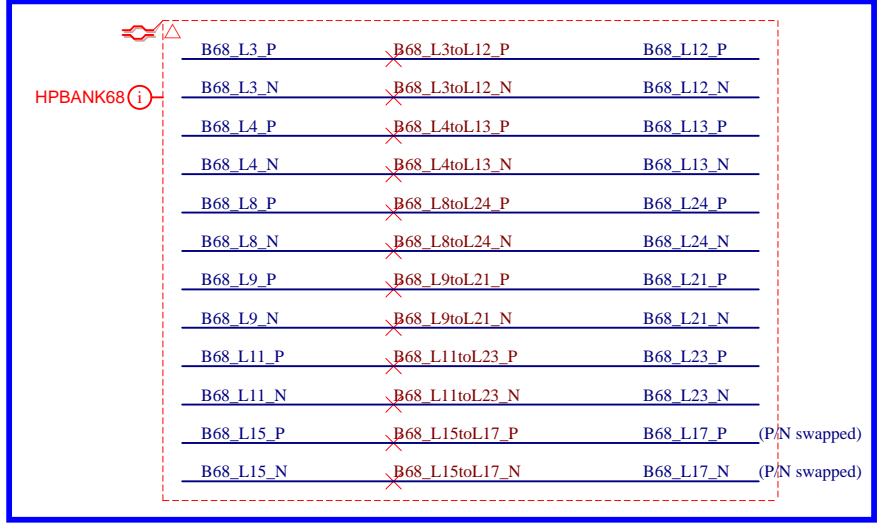 B68_L3_P B68_L3toL12_P B68_L12_P
HPBANK68 i B68_L3_N B68_L3toL12_N B68_L12_N
B68_L4_P B68_L4toL13_P B68_L13_P
B68_L4_N B68_L4toL13_N B68_L13_N
B68_L8_P B68_L8toL24_P B68_L24_P
B68_L8_N B68_L8toL24_N B68_L24_N
B68_L9_P B68_L9toL21_P B68_L21_P
B68_L9_N B68_L9toL21_N B68_L21_N
B68_L11_P B68_L11toL23_P B68_L23_P
B68_L11_N B68_L11toL23_N B68_L23_N
B68_L15_P B68_L15toL17_P B68_L17_P (P/N swapped)
B68_L15_N B68_L15toL17_N B68_L17_N (P/N swapped)